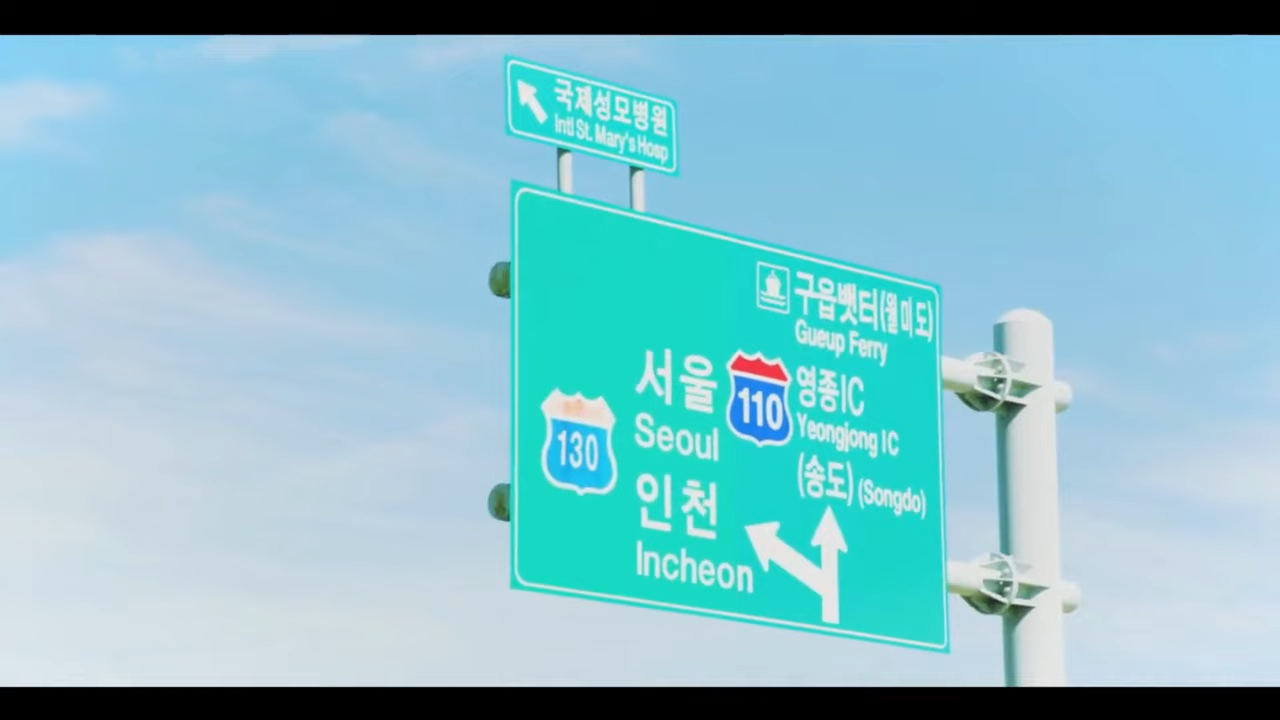 국제성모병원
Int'l St. Mary's Hosp
구읍뱃터(월미도)
Gueup Ferry
서울
Seoul
130
인천
Incheon
110
영종IC
Yeongjong IC
(송도) (Songdo)